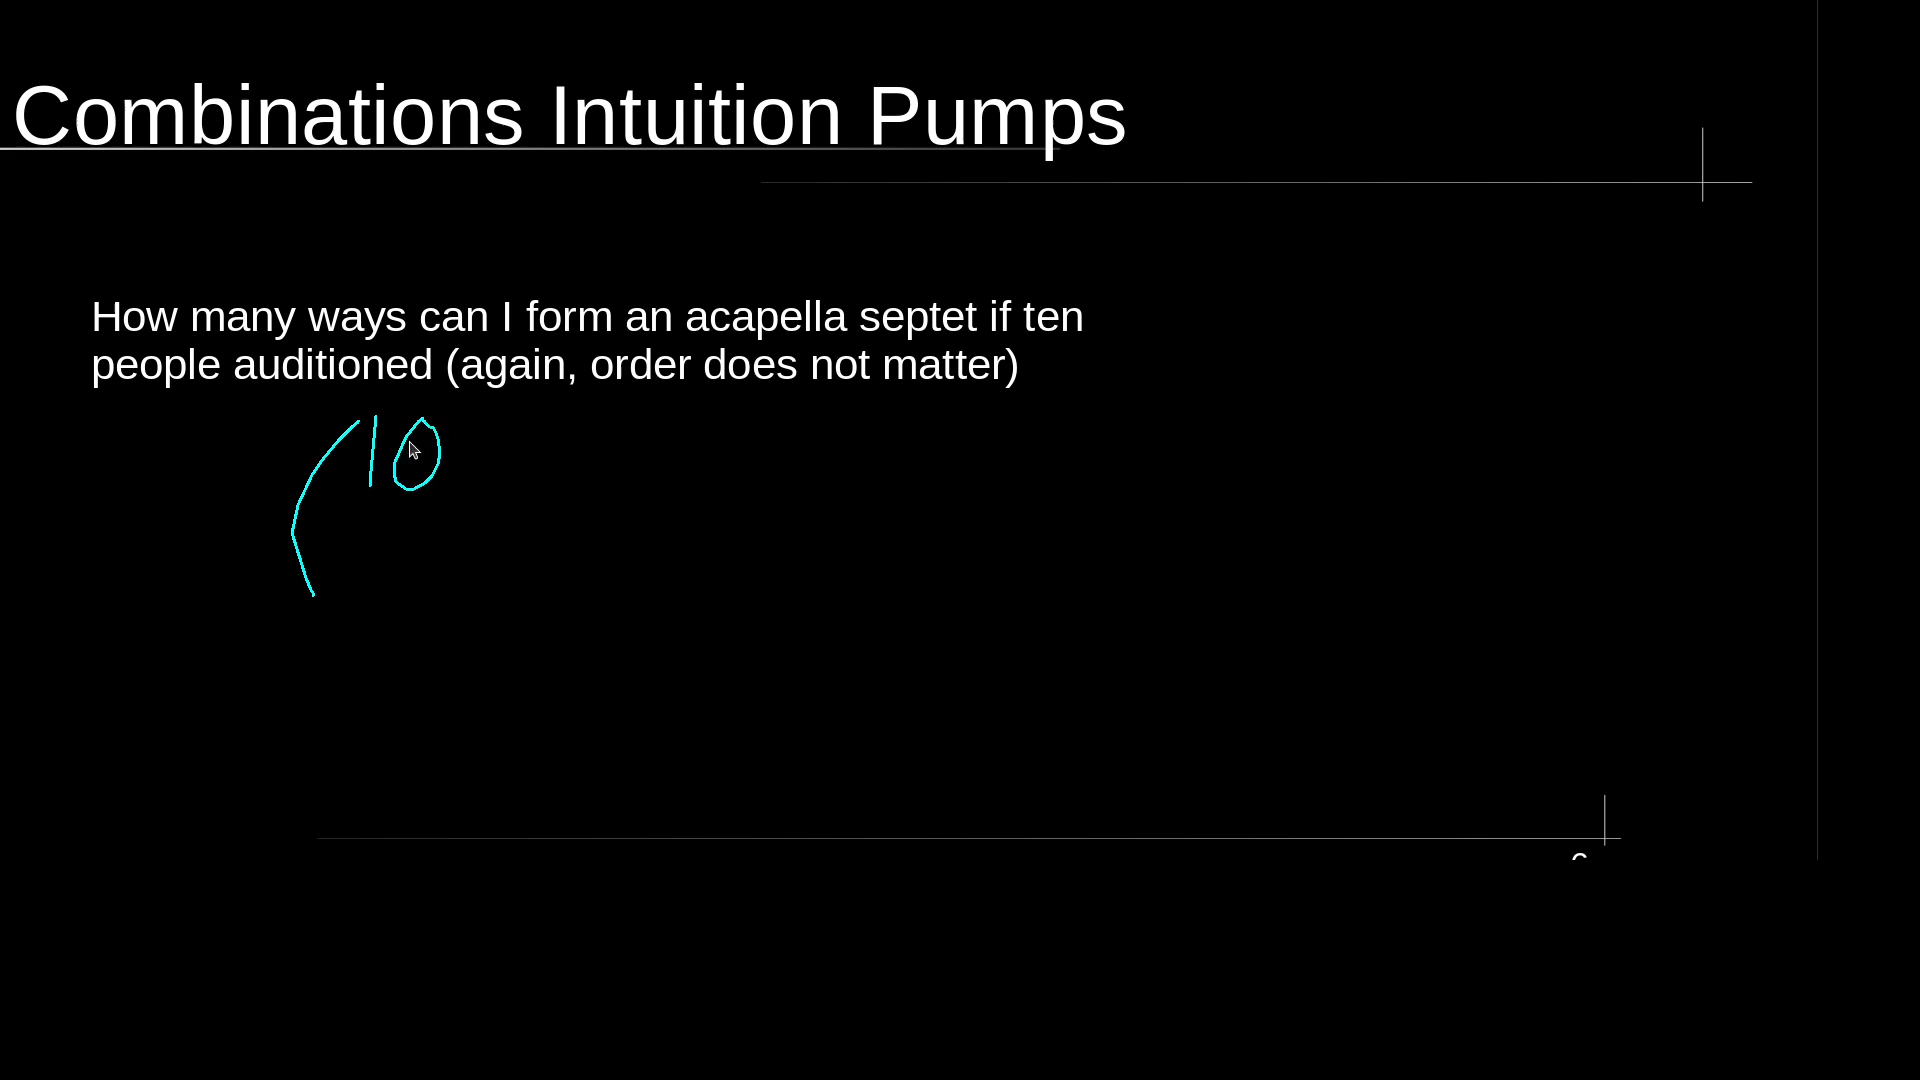 Combinations Intuition Pumps
How many ways can I form an acapella septet if ten
people auditioned (again, order does not matter)
(10